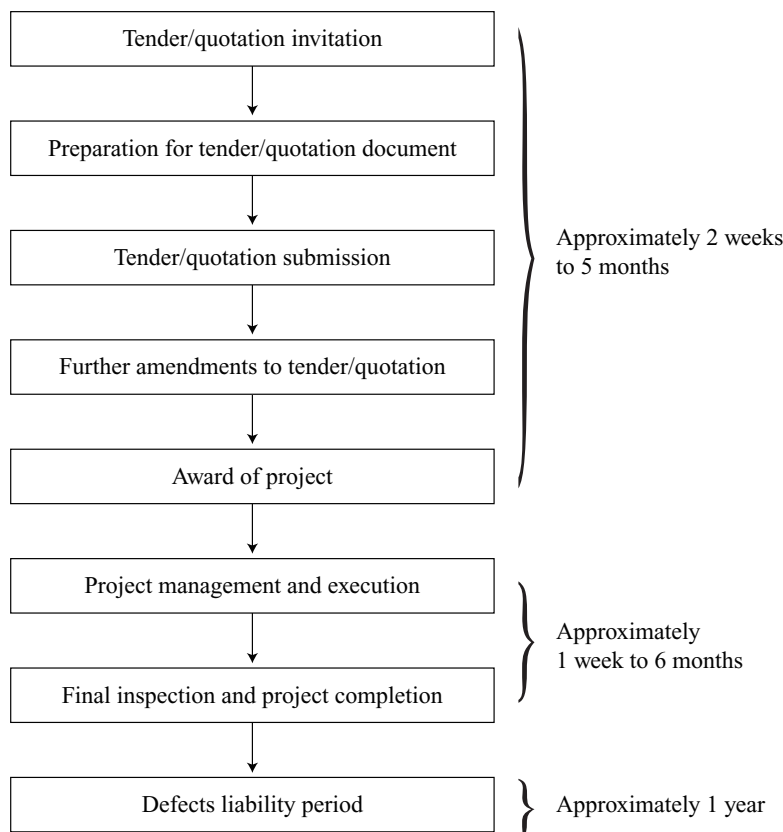 Tender/quotation invitation
Preparation for tender/quotation document
Tender/quotation submission
Approximately 2 weeks
to 5 months
Further amendments to tender/quotation
Award of project
Project management and execution
Approximately
1 week to 6 months
Final inspection and project completion
Defects liability period
Approximately 1 year